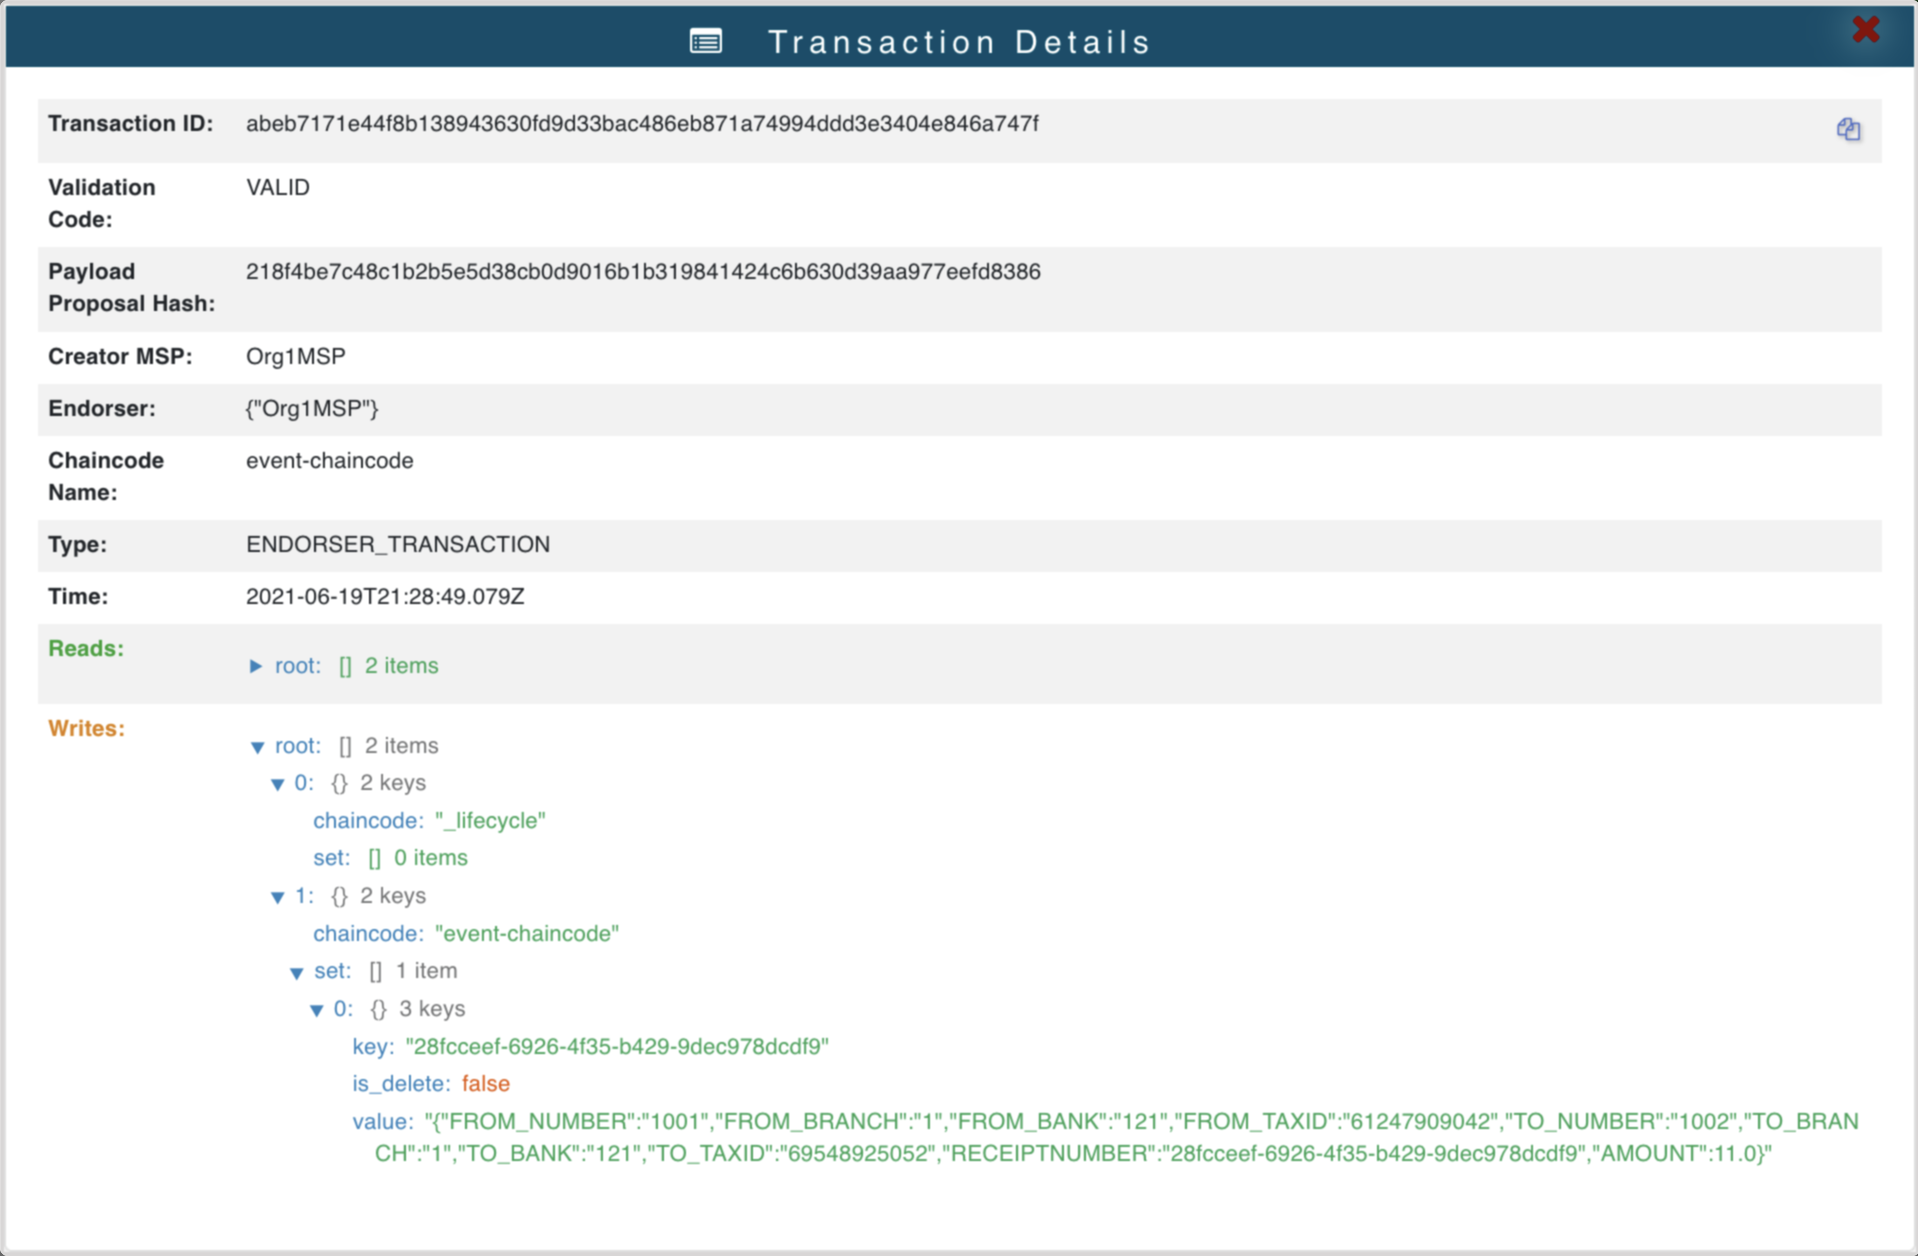 Transaction Details
Transaction ID: abeb7171e44f8b138943630fd9d33bac486eb871a74994ddd3e3404e846a747f
Validation Code: VALID
Payload Proposal Hash: 218f4be7c48c1b2b5e5d38cb0d9016b1b319841424c6b630d39aa977eefd8386
Creator MSP: Org1MSP
Endorser: {"Org1MSP"}
Chaincode Name: event-chaincode
Type: ENDORSER_TRANSACTION
Time: 2021-06-19T21:28:49.079Z
Reads:
root: [] 2 items
Writes:
root: [] 2 items
0: {} 2 keys
chaincode: "_lifecycle"
set: [] 0 items
1: {} 2 keys
chaincode: "event-chaincode"
set: [] 1 item
0: {} 3 keys
key: "28fcceef-6926-4f35-b429-9dec978dcdf9"
is_delete: false
value: "{"FROM_NUMBER":"1001","FROM_BRANCH":"1","FROM_BANK":"121","FROM_TAXID":"61247909042","TO_NUMBER":"1002","TO_BRAN
CH":"1","TO_BANK":"121","TO_TAXID":"69548925052","RECEIPTNUMBER":"28fcceef-6926-4f35-b429-9dec978dcdf9","AMOUNT":11.0}"